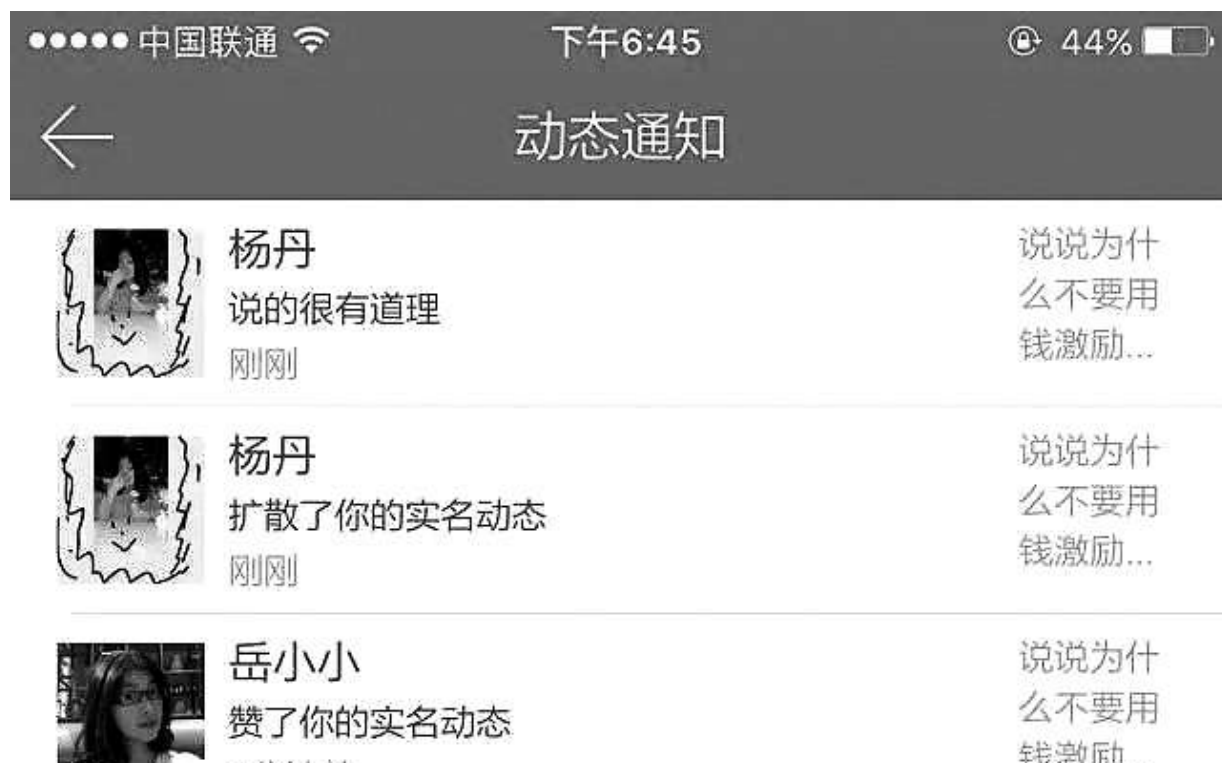 中国联通 下午6:45 44%
动态通知
杨丹
说的很有道理
刚刚
说说为什
么不要用
钱激励...
杨丹
扩散了你的实名动态
刚刚
说说为什
么不要用
钱激励...
岳小小
赞了你的实名动态
说说为什
么不要用
钱激励...